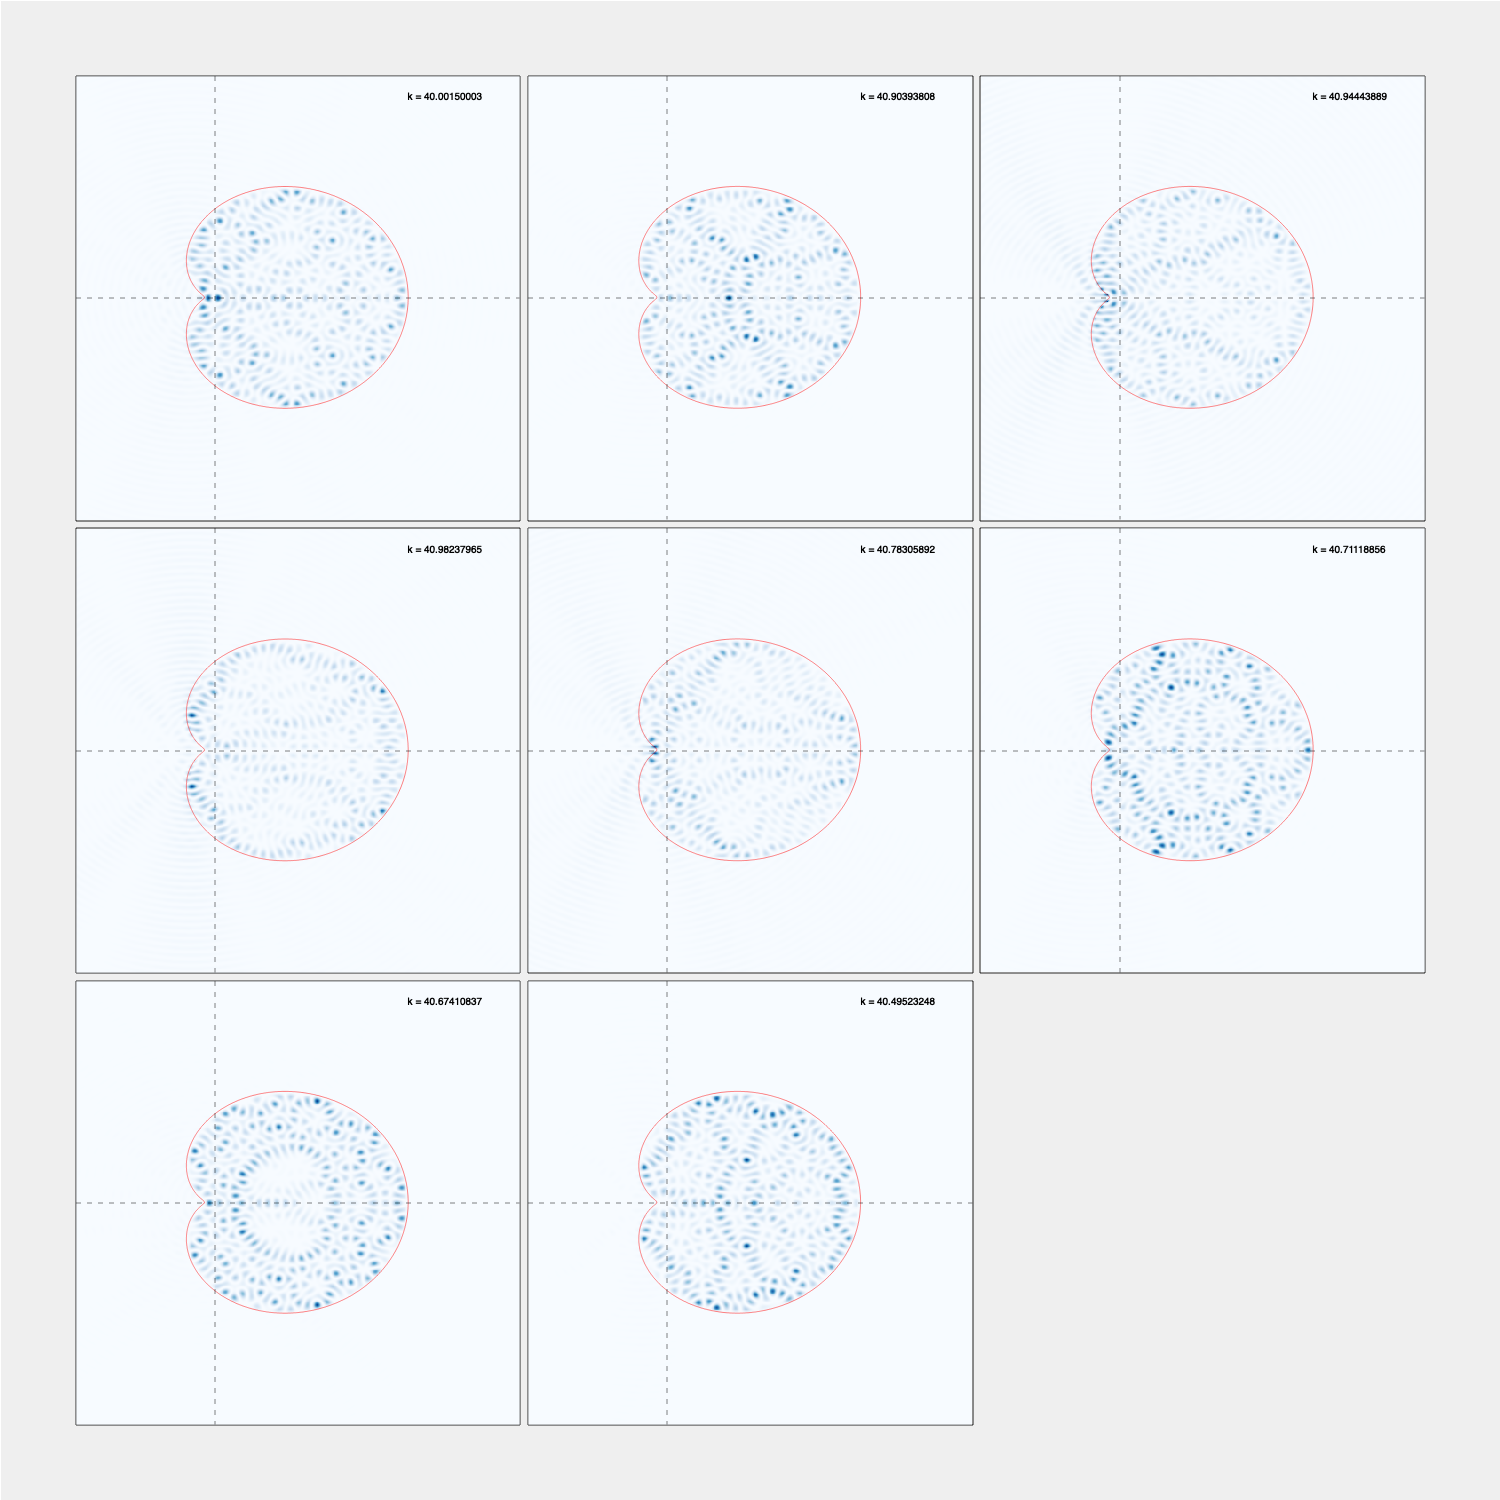 k = 40.00150003
k = 40.90393808
k = 40.94443889
k = 40.98237965
k = 40.78305892
k = 40.71118856
k = 40.67410837
k = 40.49523248